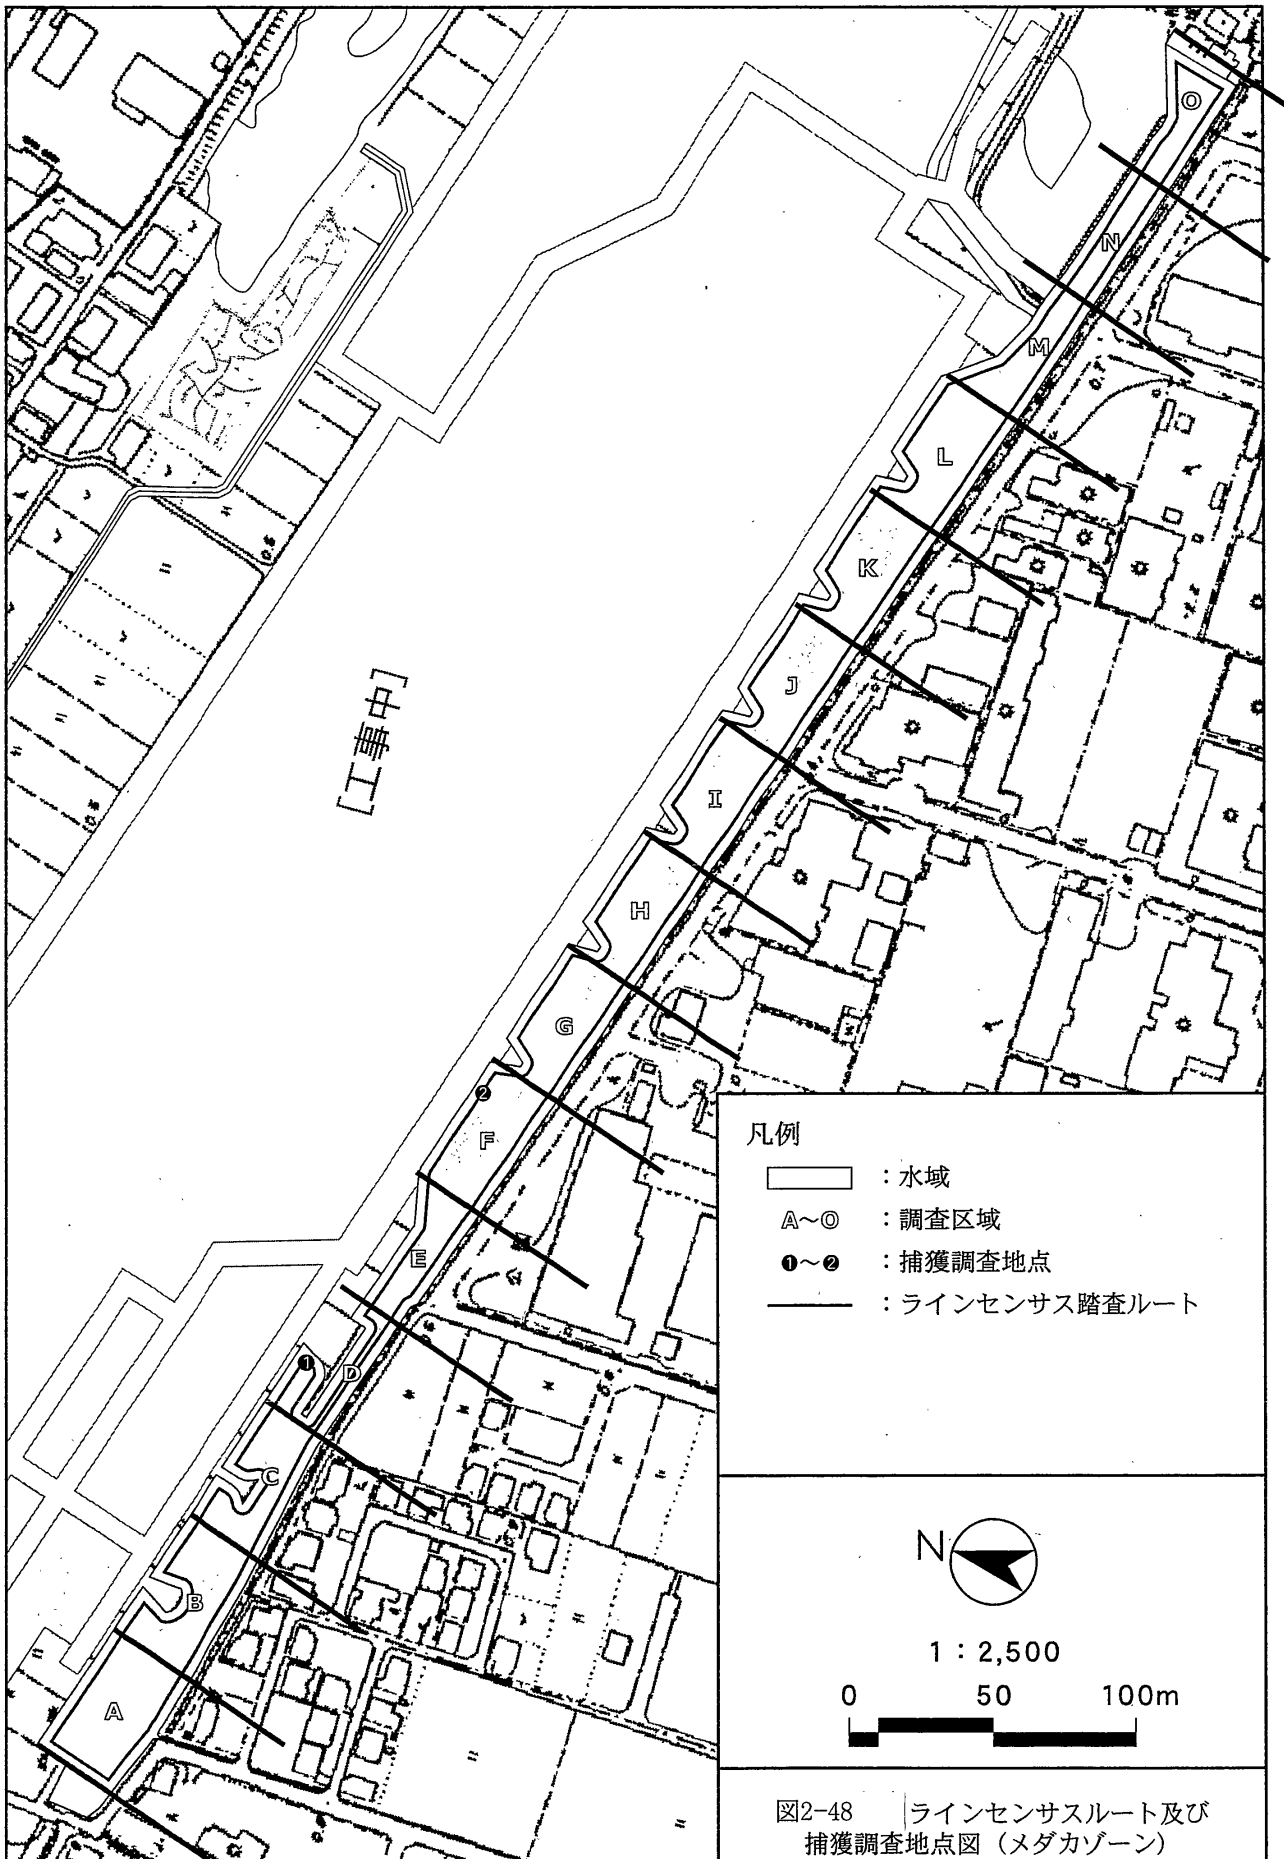 O
N
M
L
K
J
I
H
G
F
E
D
C
B
A
❷
❶
[工事中]
凡例
：水域
A～O ：調査区域
❶～❷ ：捕獲調査地点
：ラインセンサス踏査ルート
N
1：2,500
0 50 100m
図2-48 ラインセンサスルート及び
捕獲調査地点図（メダカゾーン）